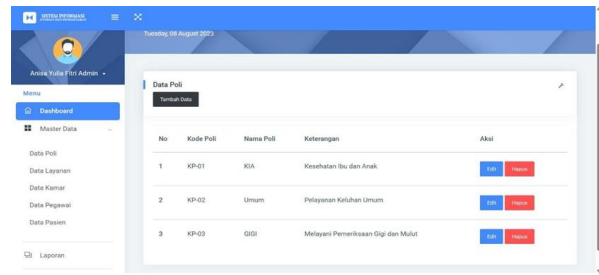 SISTEM INFORMASI
Tuesday, 08 August 2023
Anisa Yulia Fitri Admin
Menu
Dashboard
Master Data
Data Poli
Data Layanan
Data Kamar
Data Pegawai
Data Pasien
Laporan
Data Poli
Tambah Data
No Kode Poli Nama Poli Keterangan Aksi
1 KP-01 KIA Kesehatan Ibu dan Anak Edit Hapus
2 KP-02 Umum Pelayanan Keluhan Umum Edit Hapus
3 KP-03 GIGI Melayani Pemeriksaan Gigi dan Mulut Edit Hapus